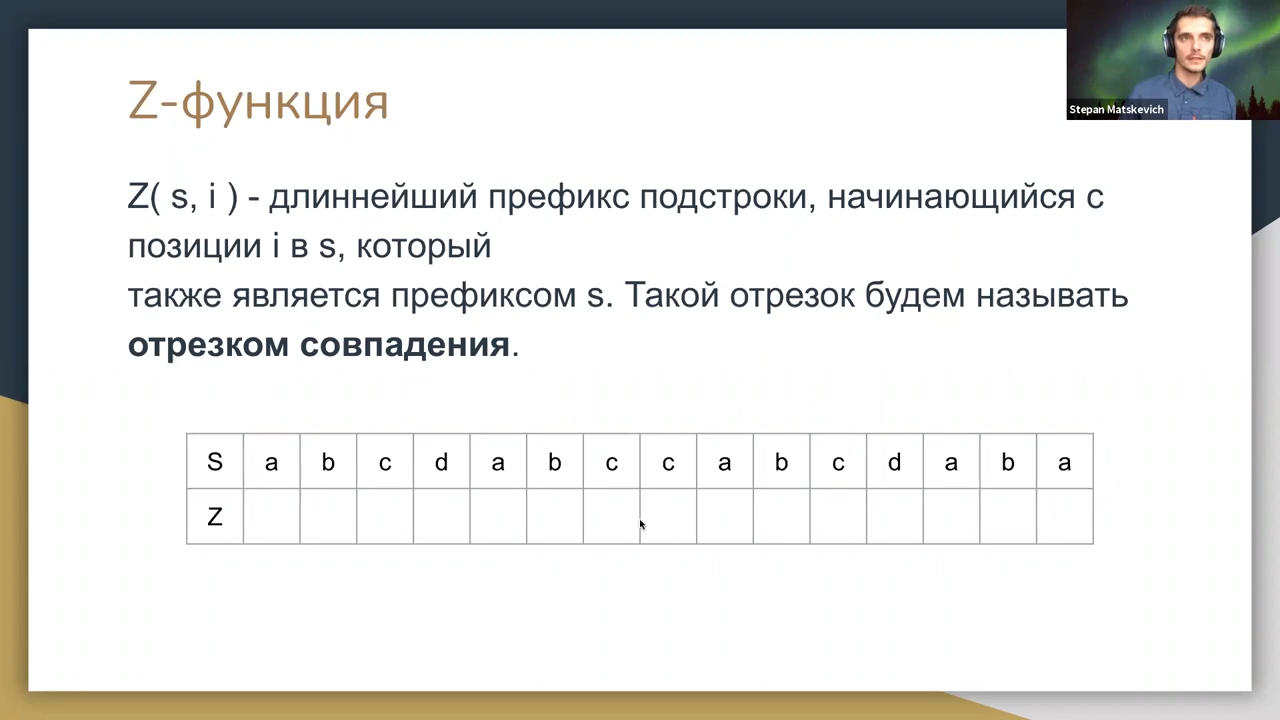 Z-функция
Stepan Matskevich
Z( s, i ) - длиннейший префикс подстроки, начинающийся с
позиции i в s, который
также является префиксом s. Такой отрезок будем называть
отрезком совпадения.
S a b c d a b c c a b c d a b a
Z